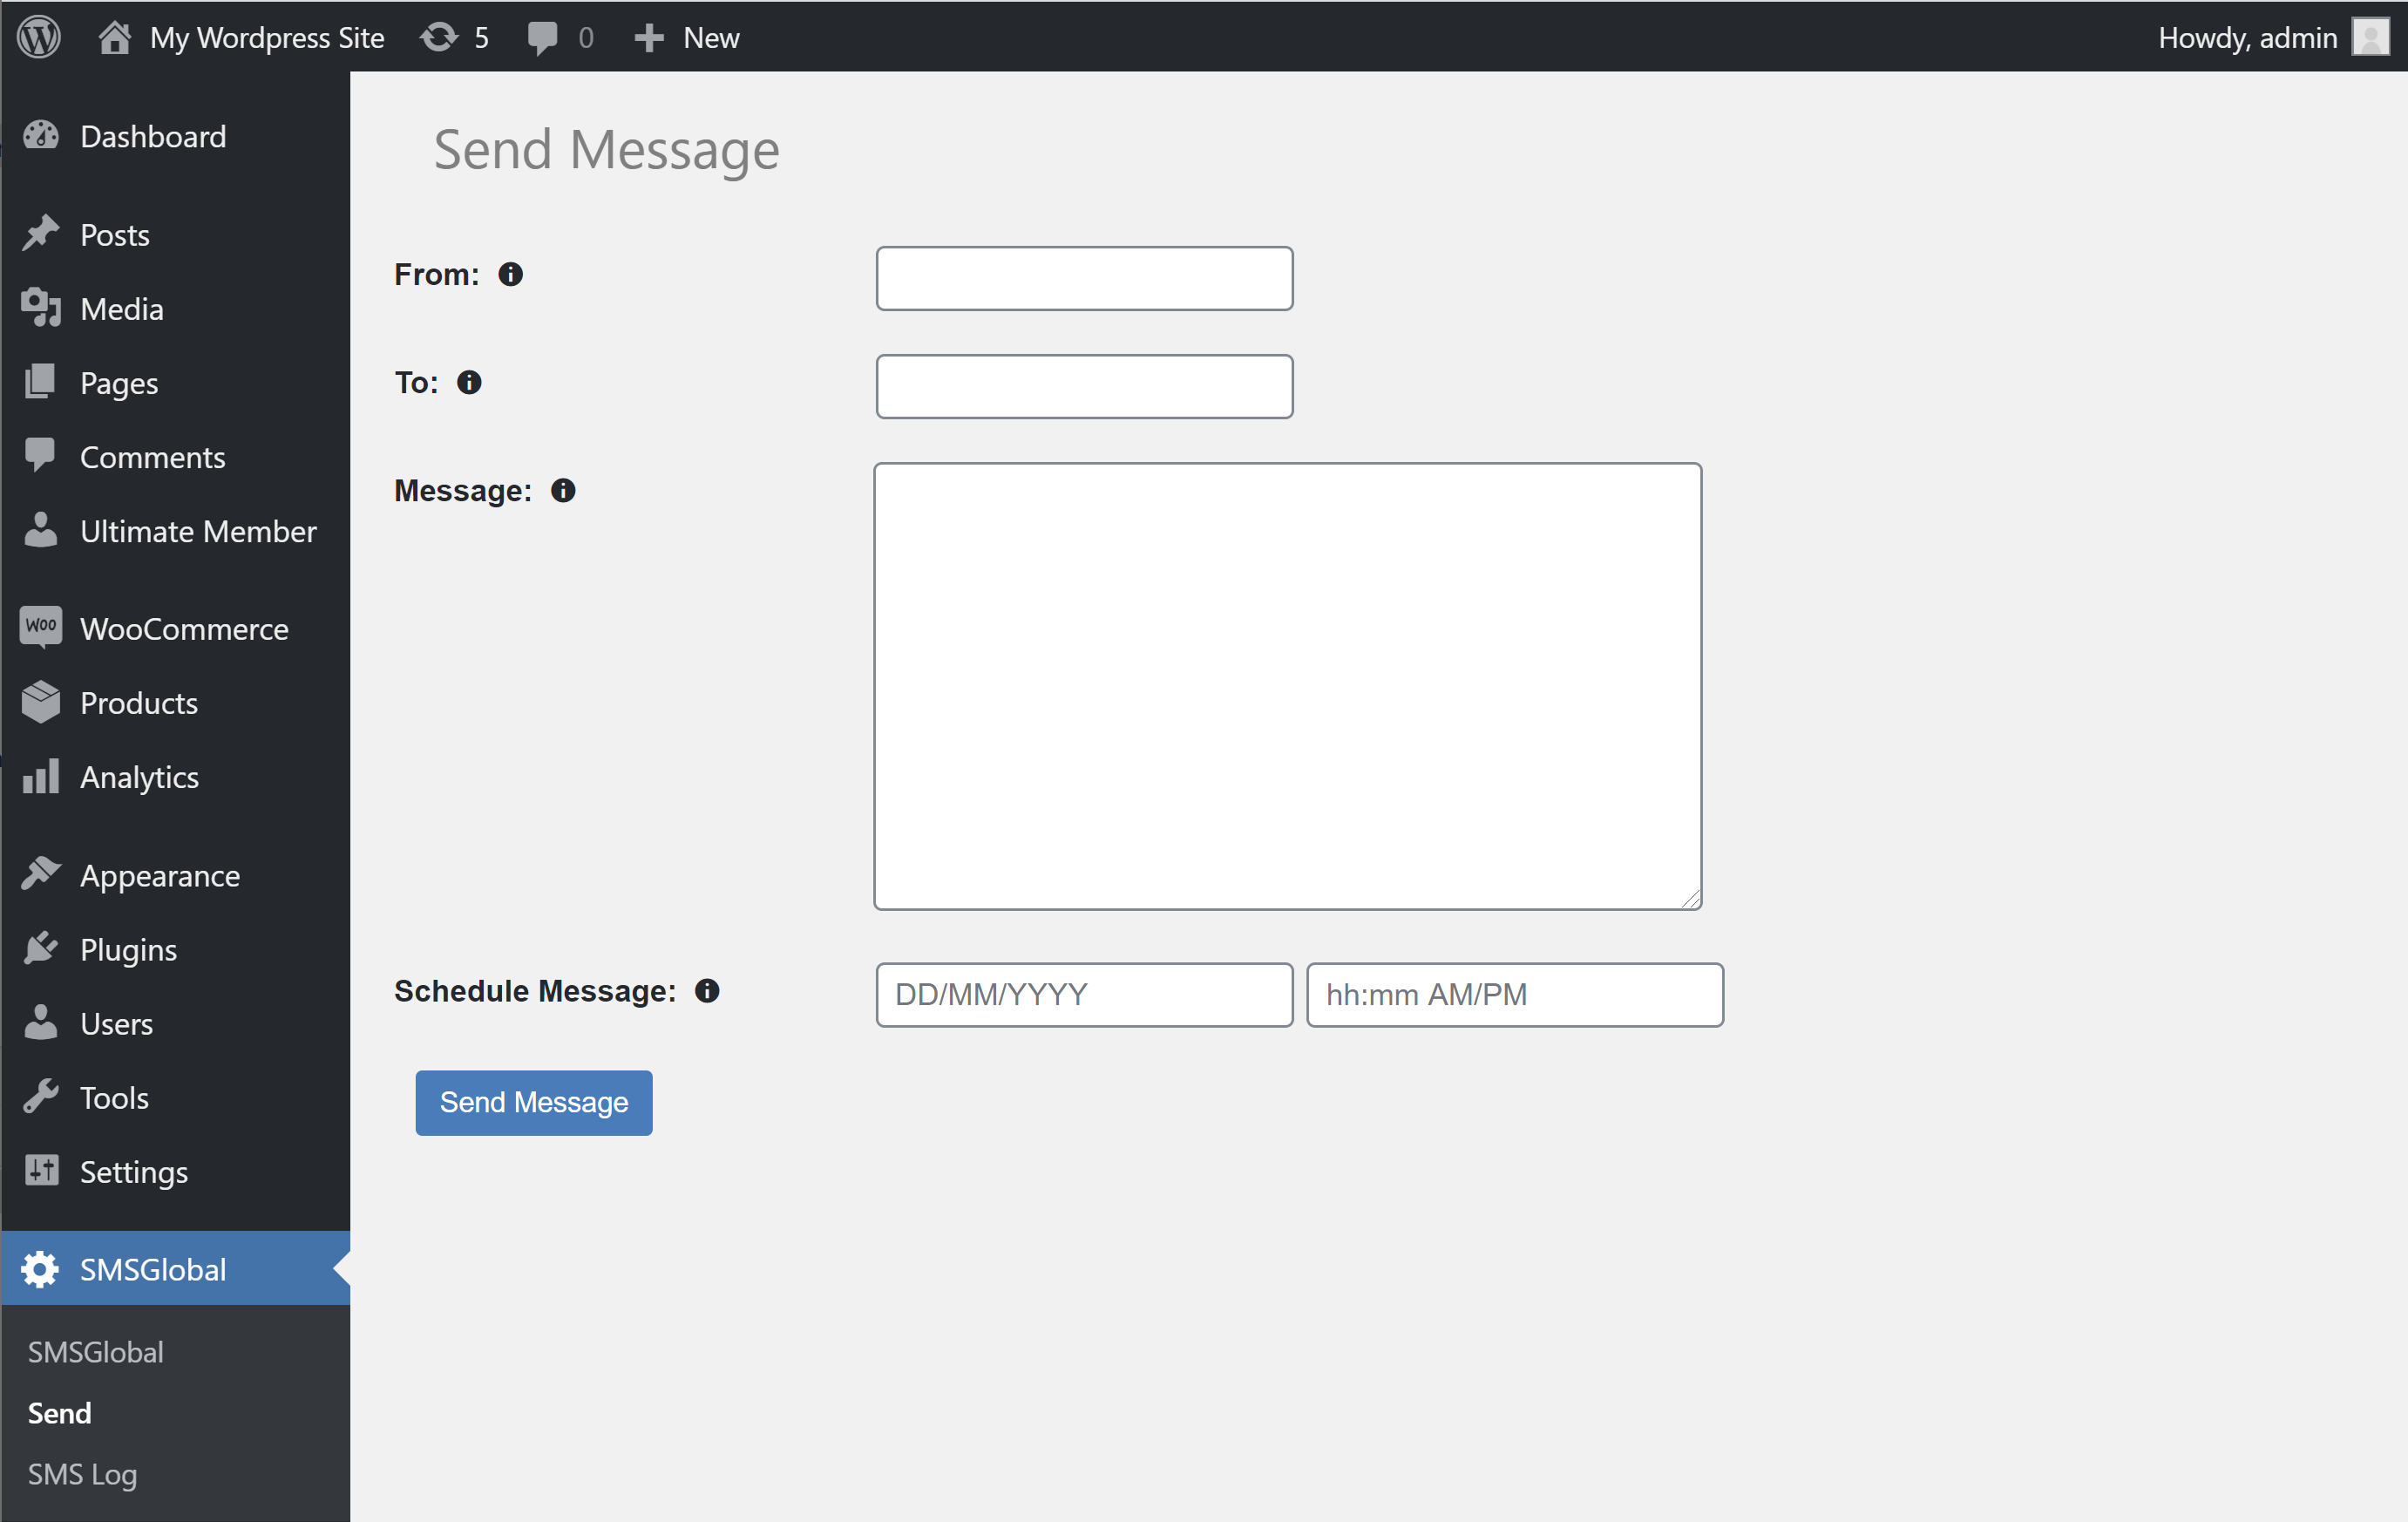 My Wordpress Site 5 0 New Howdy, admin
Dashboard
Posts
Media
Pages
Comments
Ultimate Member
Woo WooCommerce
Products
Analytics
Appearance
Plugins
Users
Tools
Settings
SMSGlobal
SMSGlobal
Send
SMS Log
Send Message
From:
To:
Message:
Schedule Message: DD/MM/YYYY hh:mm AM/PM
Send Message